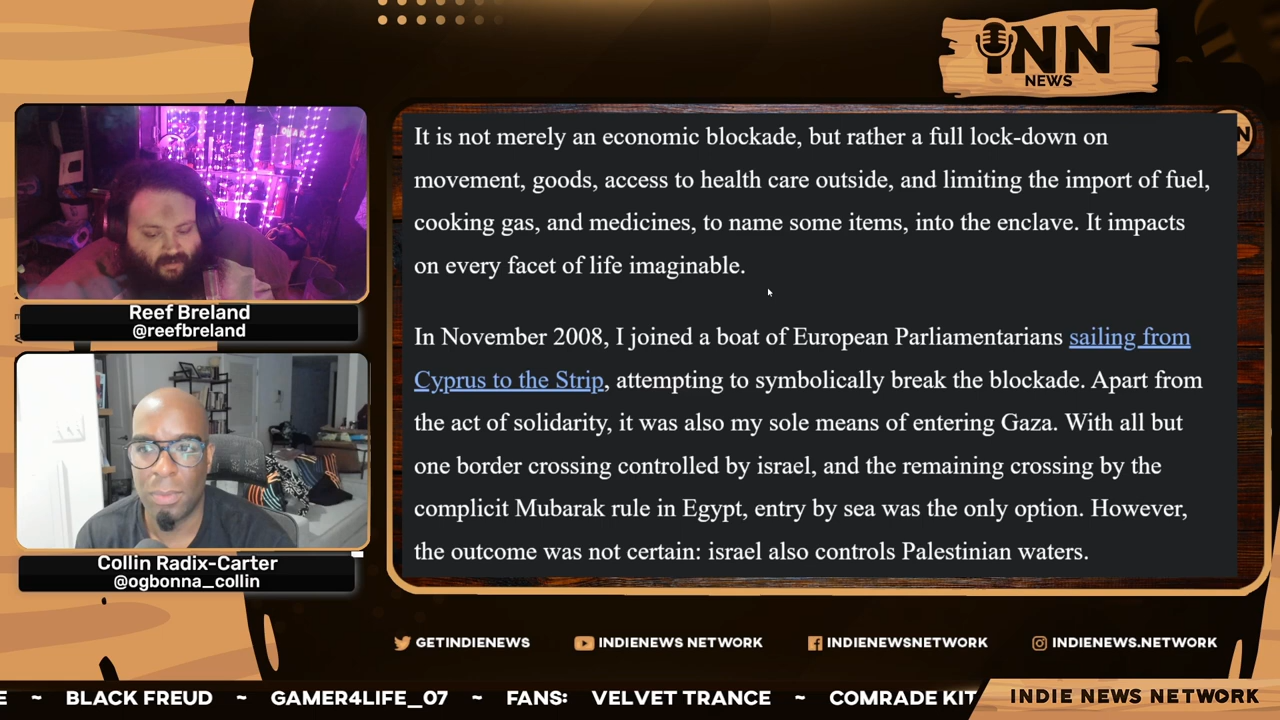 INN
NEWS
It is not merely an economic blockade, but rather a full lock-down on
movement, goods, access to health care outside, and limiting the import of fuel,
cooking gas, and medicines, to name some items, into the enclave. It impacts
on every facet of life imaginable.
In November 2008, I joined a boat of European Parliamentarians sailing from
Cyprus to the Strip, attempting to symbolically break the blockade. Apart from
the act of solidarity, it was also my sole means of entering Gaza. With all but
one border crossing controlled by israel, and the remaining crossing by the
complicit Mubarak rule in Egypt, entry by sea was the only option. However,
the outcome was not certain: israel also controls Palestinian waters.
Reef Breland
@reefbreland
Collin Radix-Carter
@ogbonna_collin
GETINDIENEWS
INDIENEWS NETWORK
INDIENEWSNETWORK
INDIENEWS.NETWORK
E ~ BLACK FREUD ~ GAMER4LIFE_07 ~ FANS: VELVET TRANCE ~ COMRADE KIT
INDIE NEWS NETWORK